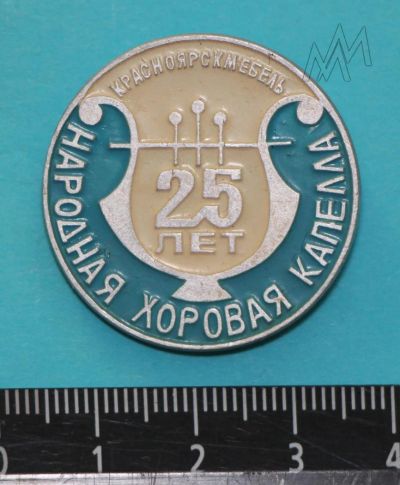 КРАСНОЯРСКМЕБЕЛЬ
25
ЛЕТ
НАРОДНАЯ ХОРОВАЯ КАПЕЛЛА
0 1 2 3 4